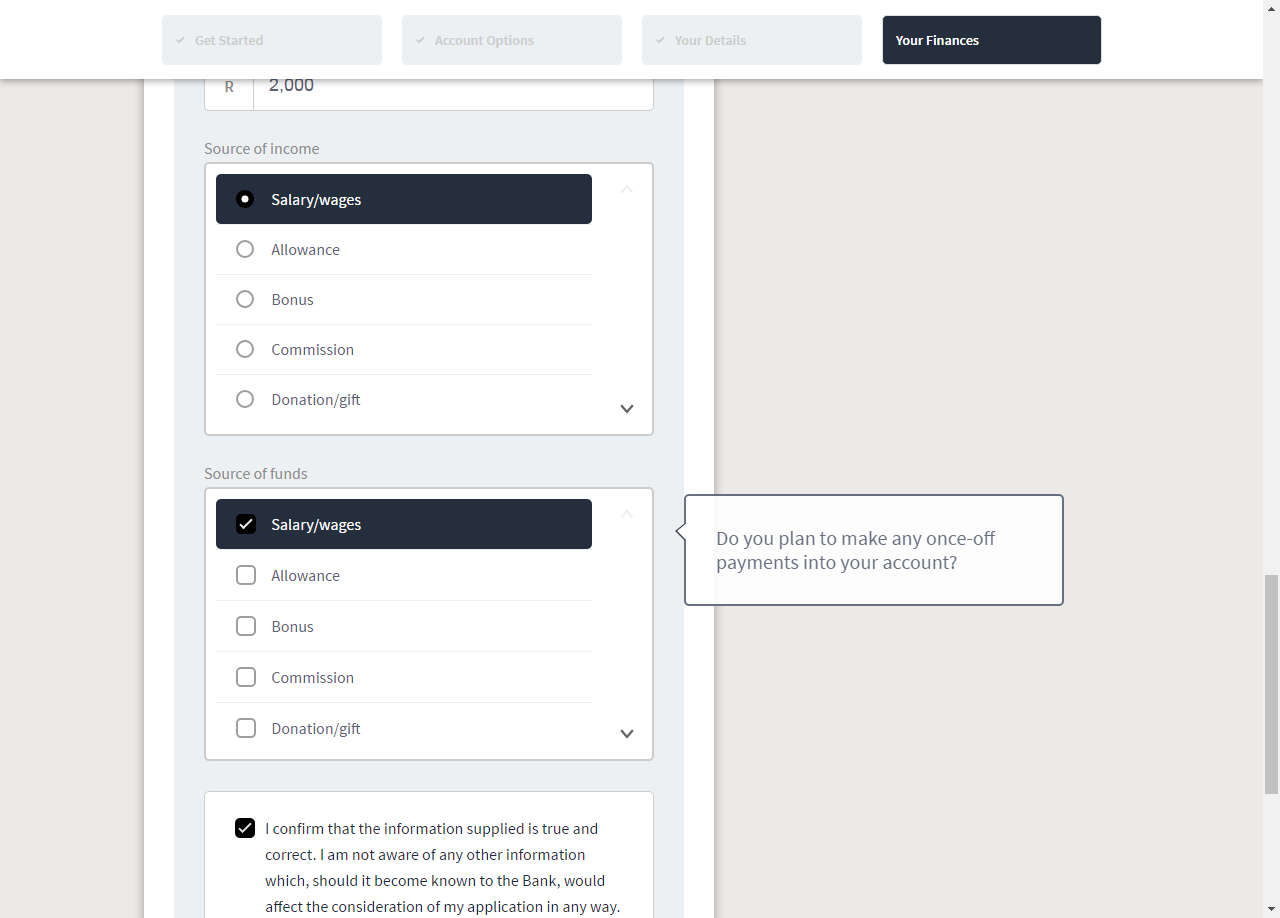 Get Started
Account Options
Your Details
Your Finances
R 2,000
Source of income
Salary/wages
Allowance
Bonus
Commission
Donation/gift
Source of funds
Salary/wages
Allowance
Bonus
Commission
Donation/gift
Do you plan to make any once-off
payments into your account?
I confirm that the information supplied is true and
correct. I am not aware of any other information
which, should it become known to the Bank, would
affect the consideration of my application in any way.